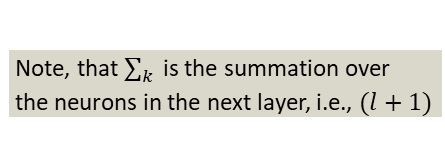 Note, that ∑ₖ is the summation over
the neurons in the next layer, i.e., (𝑙 + 1)